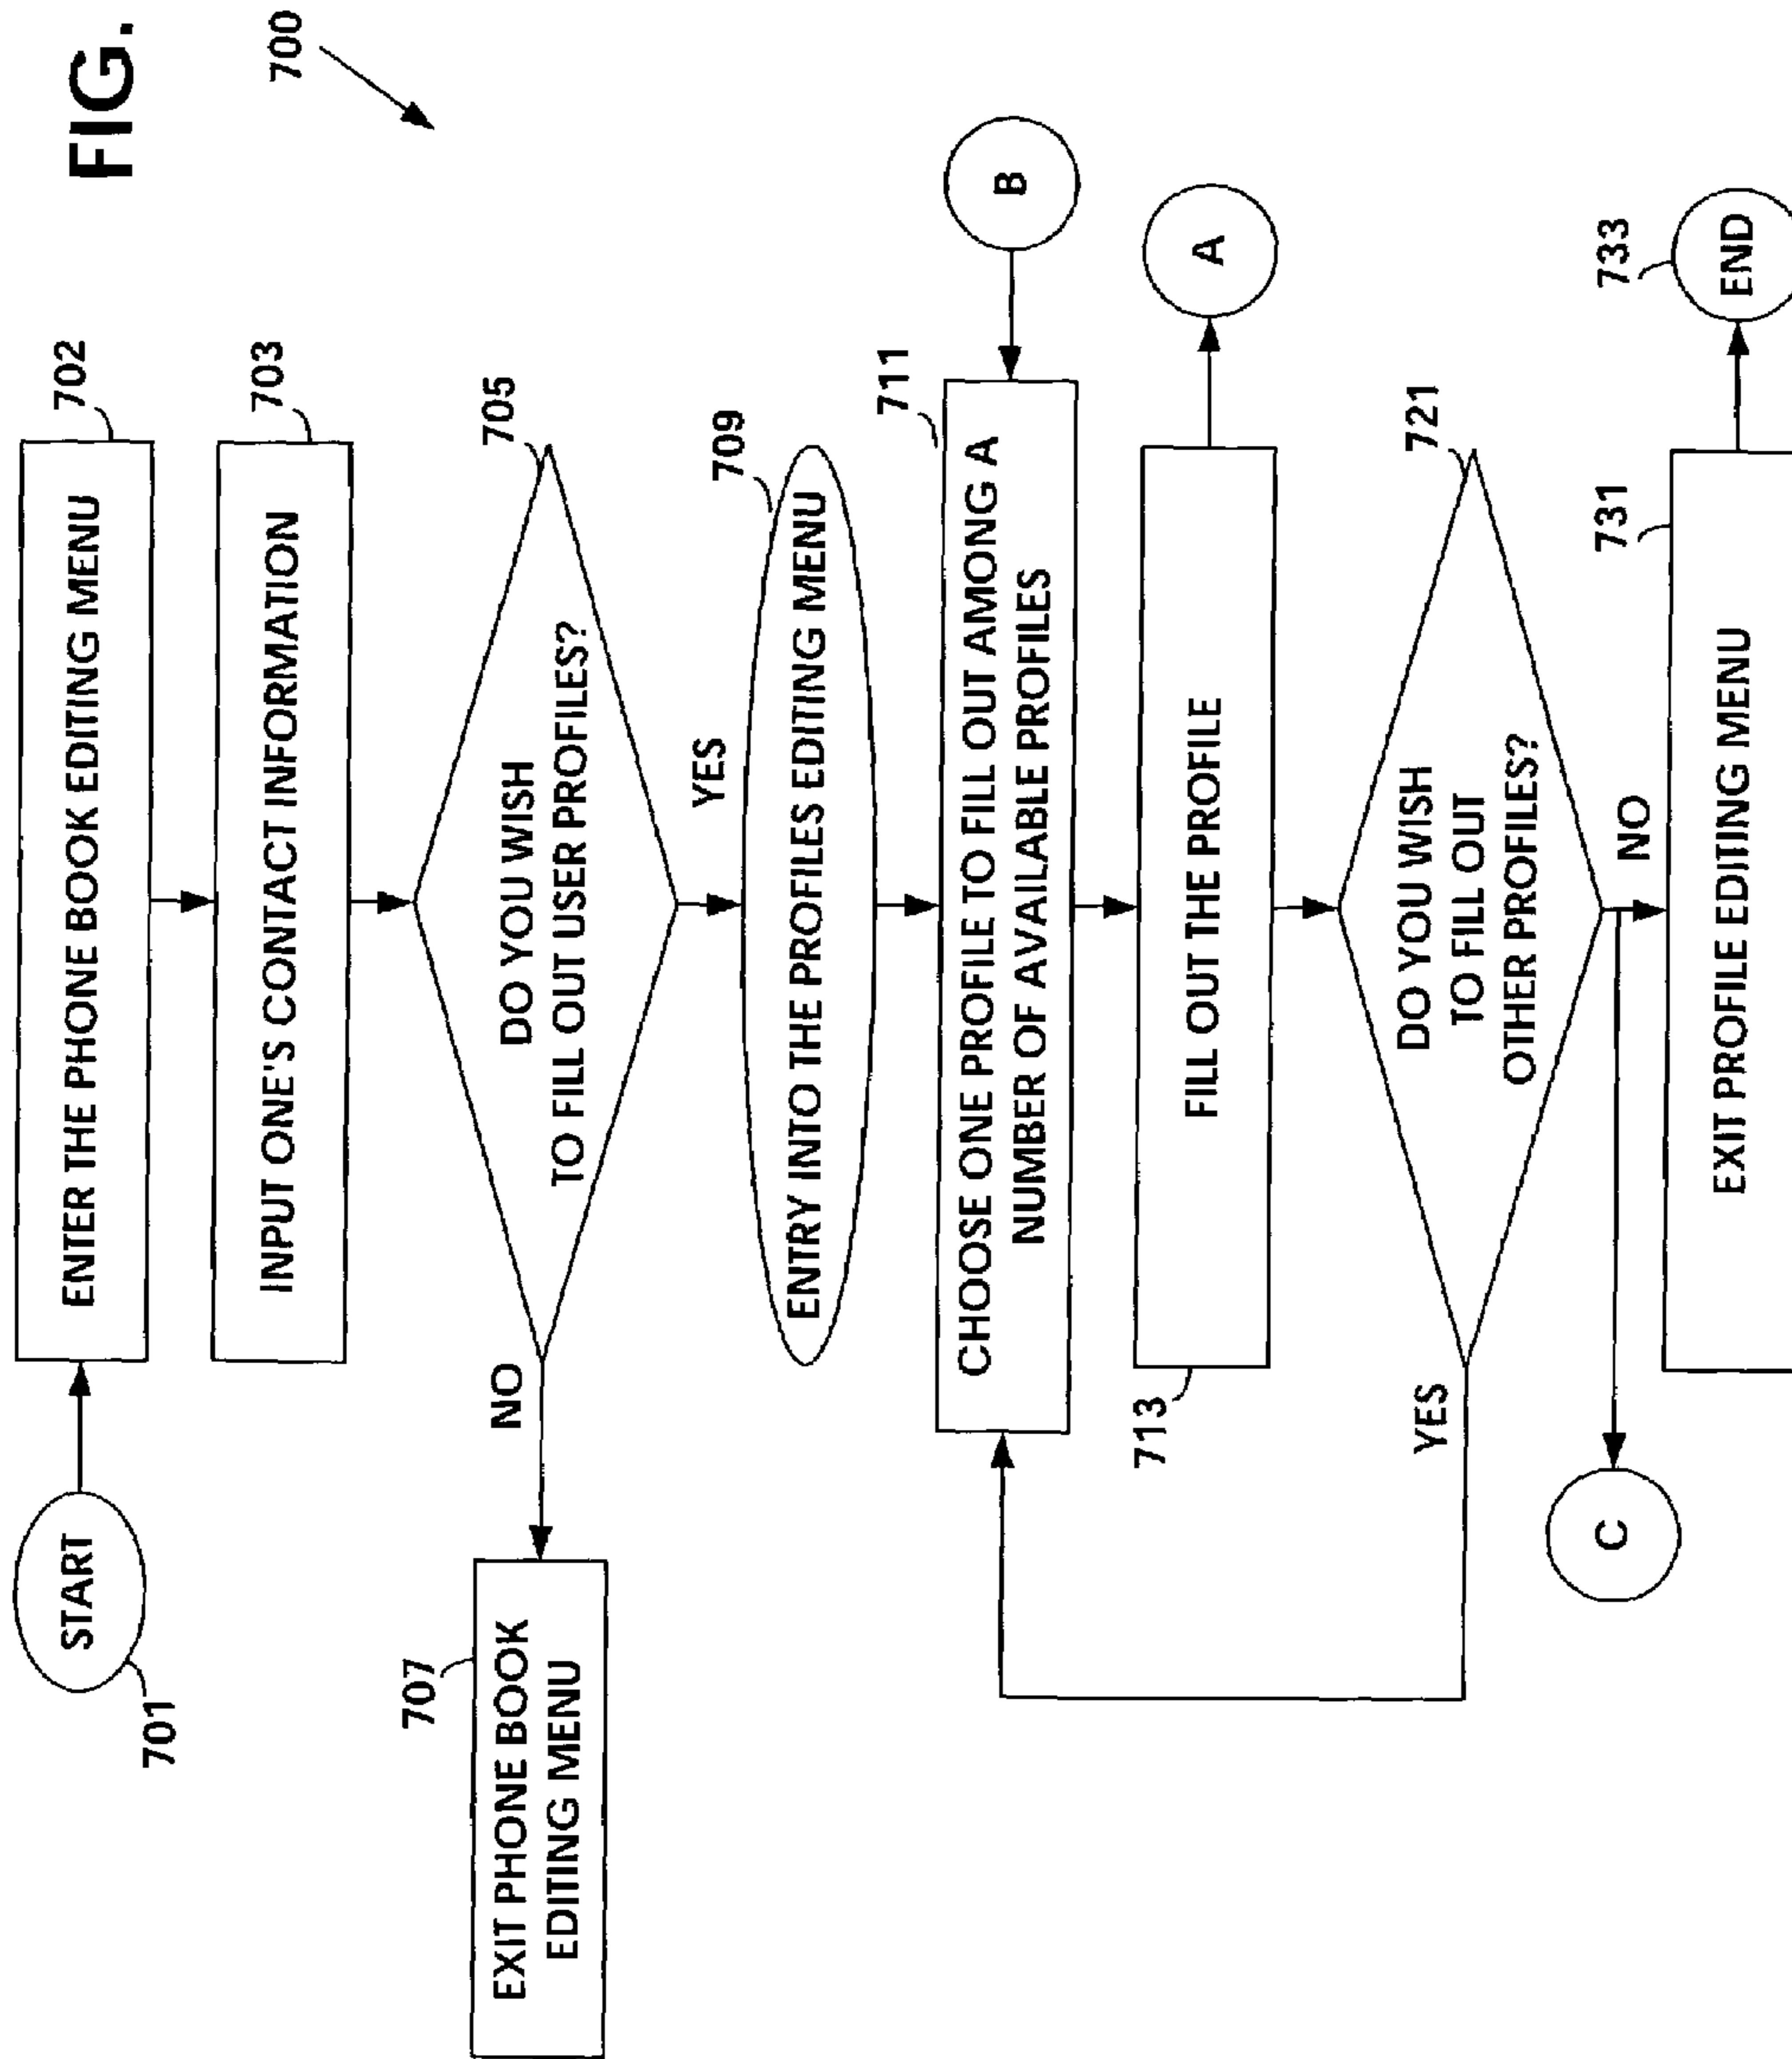 FIG.
700
START
701
ENTER THE PHONE BOOK EDITING MENU
702
INPUT ONE'S CONTACT INFORMATION
703
DO YOU WISH
TO FILL OUT USER PROFILES?
705
NO
EXIT PHONE BOOK
EDITING MENU
707
YES
ENTRY INTO THE PROFILES EDITING MENU
709
CHOOSE ONE PROFILE TO FILL OUT AMONG A
NUMBER OF AVAILABLE PROFILES
711
B
FILL OUT THE PROFILE
713
A
DO YOU WISH
TO FILL OUT
OTHER PROFILES?
721
YES
NO
C
EXIT PROFILE EDITING MENU
731
END
733